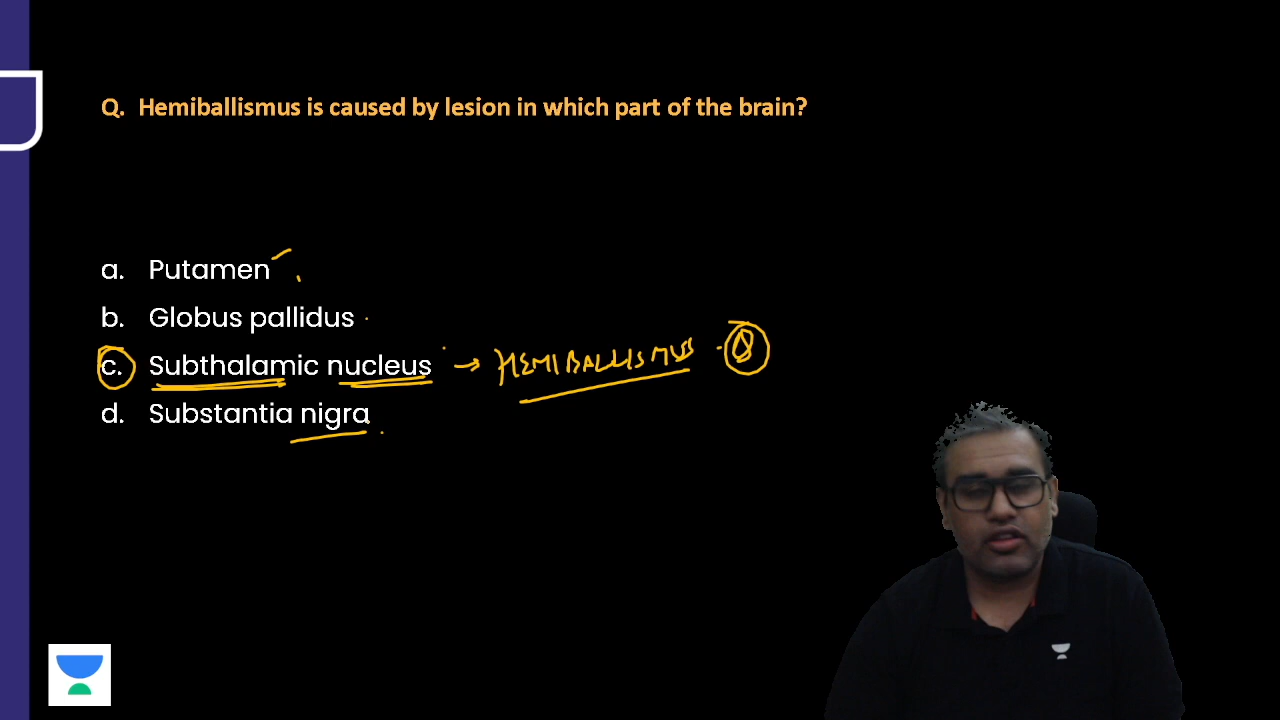 Q. Hemiballismus is caused by lesion in which part of the brain?
a. Putamen
b. Globus pallidus
c. Subthalamic nucleus → HEMIBALLISMUS
d. Substantia nigra